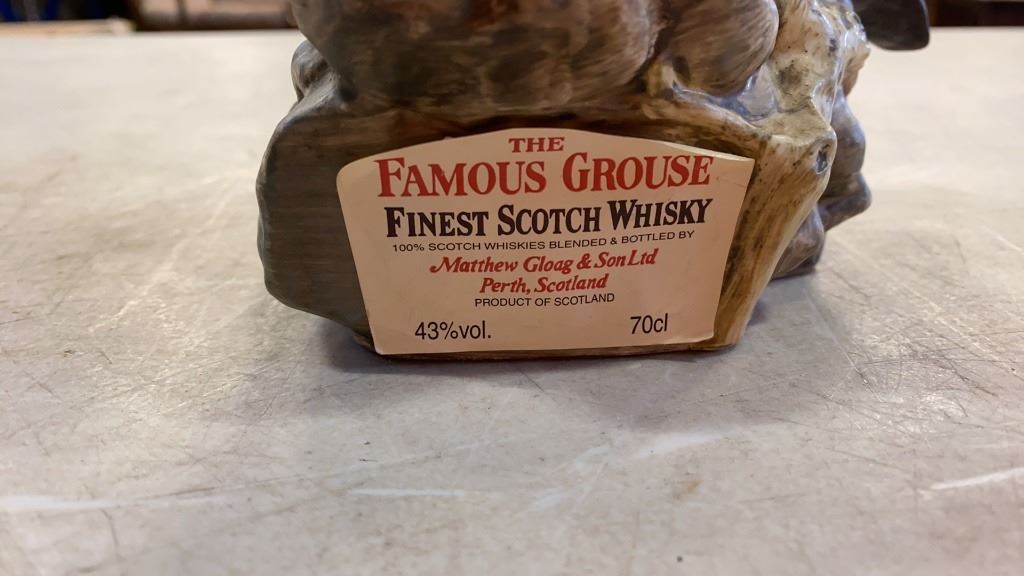 THE
FAMOUS GROUSE
FINEST SCOTCH WHISKY
100% SCOTCH WHISKIES BLENDED & BOTTLED BY
Matthew Gloag & Son Ltd
Perth, Scotland
PRODUCT OF SCOTLAND
43%vol. 70cl